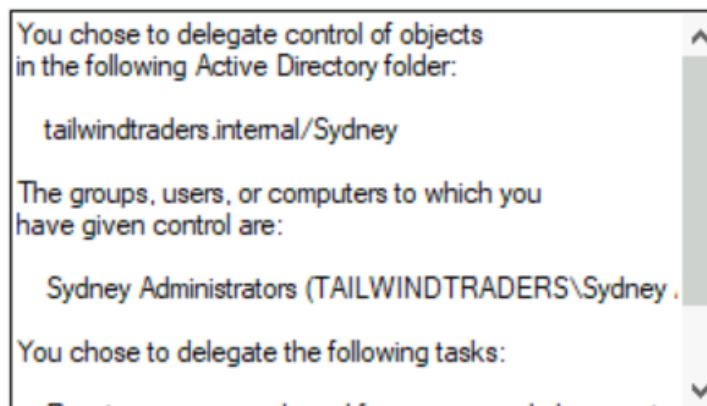 You chose to delegate control of objects
in the following Active Directory folder:
tailwindtraders.internal/Sydney
The groups, users, or computers to which you
have given control are:
Sydney Administrators (TAILWINDTRADERS\Sydney
You chose to delegate the following tasks: